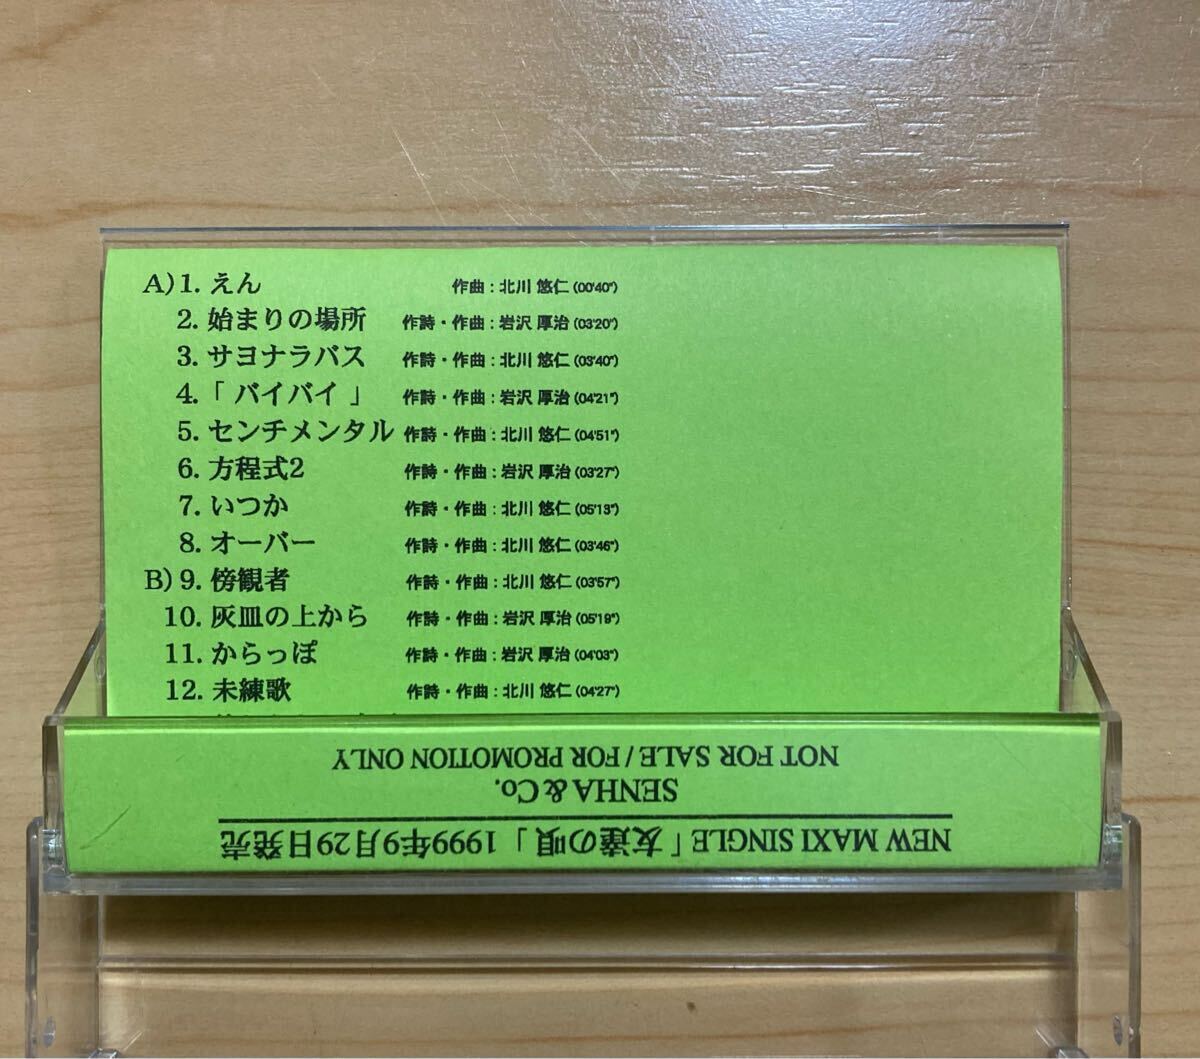 A) 1. えん 作曲 : 北川 悠仁 (00'40")
2. 始まりの場所 作詩・作曲 : 岩沢 厚治 (03'20")
3. サヨナラバス 作詩・作曲 : 北川 悠仁 (03'40")
4. 「 バイバイ 」 作詩・作曲 : 岩沢 厚治 (04'21")
5. センチメンタル 作詩・作曲 : 北川 悠仁 (04'51")
6. 方程式2 作詩・作曲 : 岩沢 厚治 (03'27")
7. いつか 作詩・作曲 : 北川 悠仁 (05'13")
8. オーバー 作詩・作曲 : 北川 悠仁 (03'46")
B) 9. 傍観者 作詩・作曲 : 北川 悠仁 (03'57")
10. 灰皿の上から 作詩・作曲 : 岩沢 厚治 (05'19")
11. からっぽ 作詩・作曲 : 岩沢 厚治 (04'03")
12. 未練歌 作詩・作曲 : 北川 悠仁 (04'27")
NEW MAXI SINGLE「友達の唄 」1999年9月29日発売
SENHA & Co.
NOT FOR SALE / FOR PROMOTION ONLY